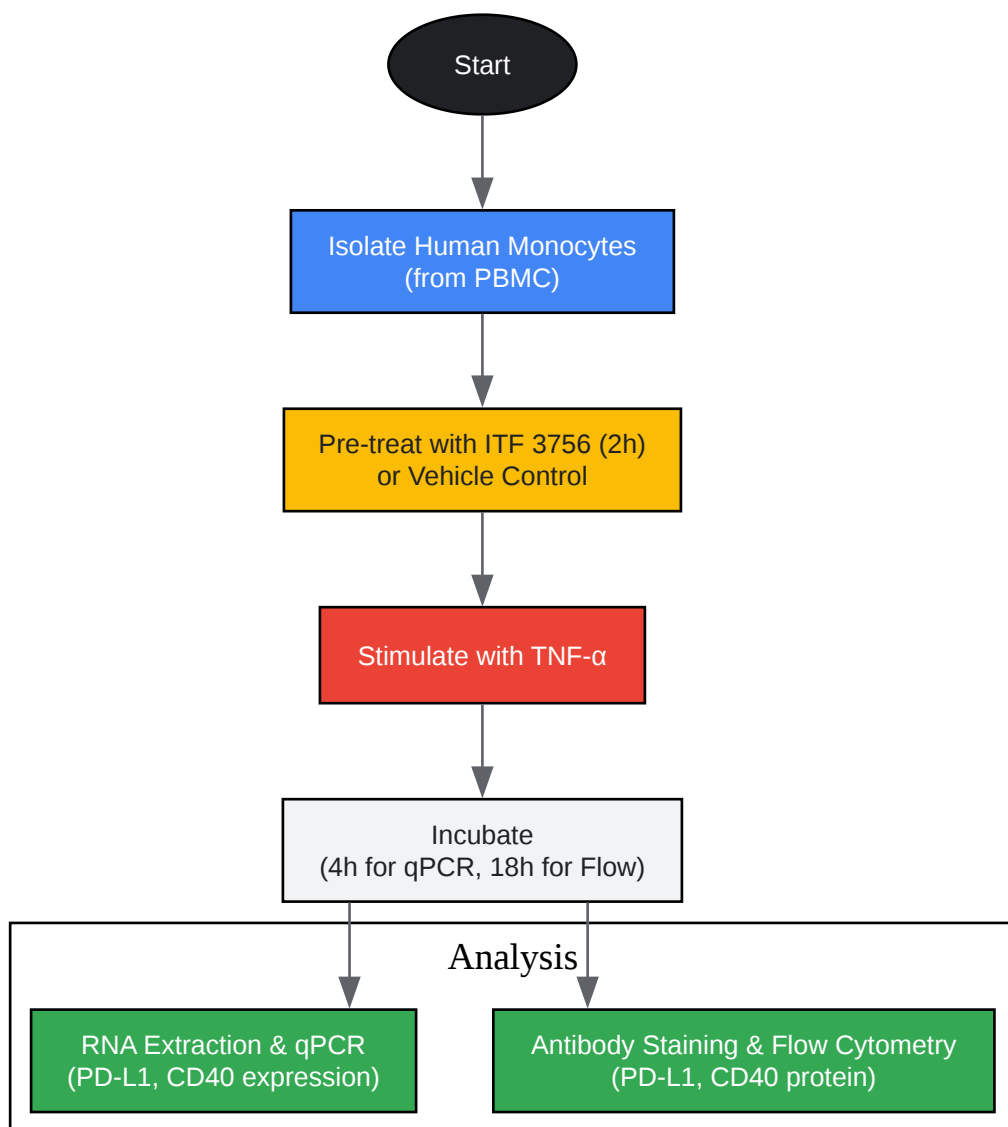 Start
Isolate Human Monocytes
(from PBMC)
Pre-treat with ITF 3756 (2h)
or Vehicle Control
Stimulate with TNF-α
Incubate
(4h for qPCR, 18h for Flow)
Analysis
RNA Extraction & qPCR
(PD-L1, CD40 expression)
Antibody Staining & Flow Cytometry
(PD-L1, CD40 protein)